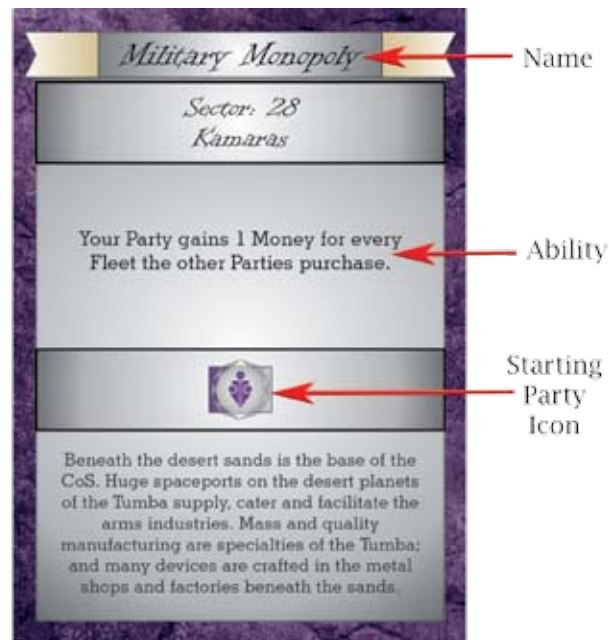 Military Monopoly
Name
Sector: 28
Kamaras
Your Party gains 1 Money for every
Fleet the other Parties purchase.
Ability
Starting
Party
Icon
Beneath the desert sands is the base of the
CoS. Huge spaceports on the desert planets
of the Tumba supply, cater and facilitate the
arms industries. Mass and quality
manufacturing are specialties of the Tumba;
and many devices are crafted in the metal
shops and factories beneath the sands.